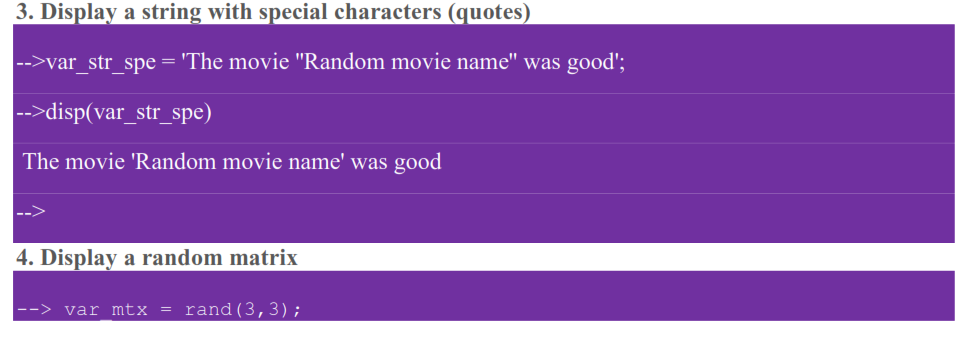 3. Display a string with special characters (quotes)
-->var_str_spe = 'The movie ''Random movie name'' was good';
-->disp(var_str_spe)
The movie 'Random movie name' was good
-->
4. Display a random matrix
--> var_mtx = rand(3,3);